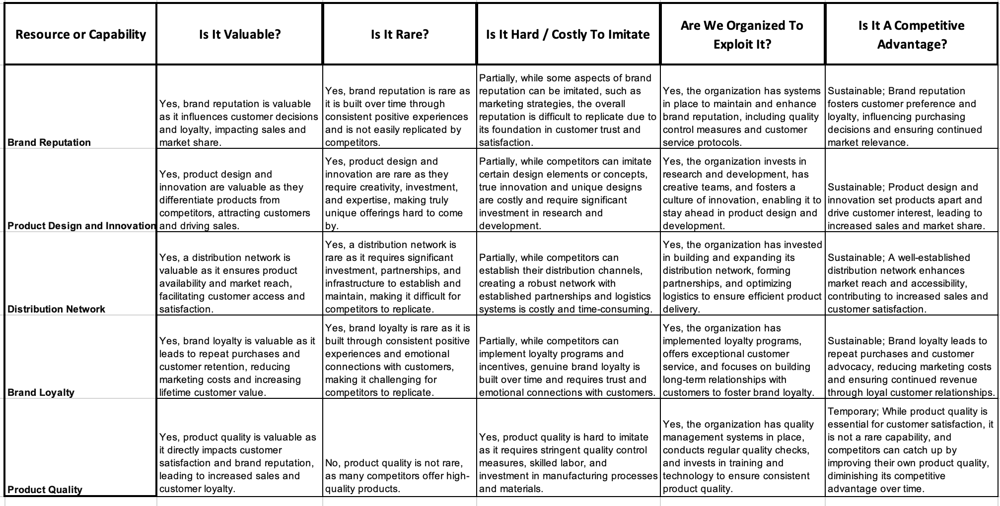 Resource or Capability
Is It Valuable?
Is It Rare?
Is It Hard / Costly To Imitate
Are We Organized To
Exploit It?
Is It A Competitive
Advantage?
Brand Reputation
Yes, brand reputation is valuable
as it influences customer decisions
and loyalty, impacting sales and
market share.
Yes, brand reputation is rare as
it is built over time through
consistent positive experiences
and is not easily replicated by
competitors.
Partially, while some aspects of brand
reputation can be imitated, such as
marketing strategies, the overall
reputation is difficult to replicate due to
its foundation in customer trust and
satisfaction.
Yes, the organization has systems
in place to maintain and enhance
brand reputation, including quality
control measures and customer
service protocols.
Sustainable; Brand reputation
fosters customer preference and
loyalty, influencing purchasing
decisions and ensuring continued
market relevance.
Product Design and Innovation
Yes, product design and
innovation are valuable as they
differentiate products from
competitors, attracting customers
and driving sales.
Yes, product design and
innovation are rare as they
require creativity, investment,
and expertise, making truly
unique offerings hard to come
by.
Partially, while competitors can imitate
certain design elements or concepts,
true innovation and unique designs
are costly and require significant
investment in research and
development.
Yes, the organization invests in
research and development, has
creative teams, and fosters a
culture of innovation, enabling it to
stay ahead in product design and
development.
Sustainable; Product design and
innovation set products apart and
drive customer interest, leading to
increased sales and market share.
Distribution Network
Yes, a distribution network is
valuable as it ensures product
availability and market reach,
facilitating customer access and
satisfaction.
Yes, a distribution network is
rare as it requires significant
investment, partnerships, and
infrastructure to establish and
maintain, making it difficult for
competitors to replicate.
Partially, while competitors can
establish their distribution channels,
creating a robust network with
established partnerships and logistics
systems is costly and time-consuming.
Yes, the organization has invested
in building and expanding its
distribution network, forming
partnerships, and optimizing
logistics to ensure efficient product
delivery.
Sustainable; A well-established
distribution network enhances
market reach and accessibility,
contributing to increased sales and
customer satisfaction.
Brand Loyalty
Yes, brand loyalty is valuable as it
leads to repeat purchases and
customer retention, reducing
marketing costs and increasing
lifetime customer value.
Yes, brand loyalty is rare as it is
built through consistent positive
experiences and emotional
connections with customers,
making it challenging for
competitors to replicate.
Partially, while competitors can
implement loyalty programs and
incentives, genuine brand loyalty is
built over time and requires trust and
emotional connections with customers.
Yes, the organization has
implemented loyalty programs,
offers exceptional customer
service, and focuses on building
long-term relationships with
customers to foster brand loyalty.
Sustainable; Brand loyalty leads to
repeat purchases and customer
advocacy, reducing marketing costs
and ensuring continued revenue
through loyal customer relationships.
Product Quality
Yes, product quality is valuable as
it directly impacts customer
satisfaction and brand reputation,
leading to increased sales and
customer loyalty.
No, product quality is not rare,
as many competitors offer high-
quality products.
Yes, product quality is hard to imitate
as it requires stringent quality control
measures, skilled labor, and
investment in manufacturing processes
and materials.
Yes, the organization has quality
management systems in place,
conducts regular quality checks,
and invests in training and
technology to ensure consistent
product quality.
Temporary; While product quality is
essential for customer satisfaction, it
is not a rare capability, and
competitors can catch up by
improving their own product quality,
diminishing its competitive
advantage over time.